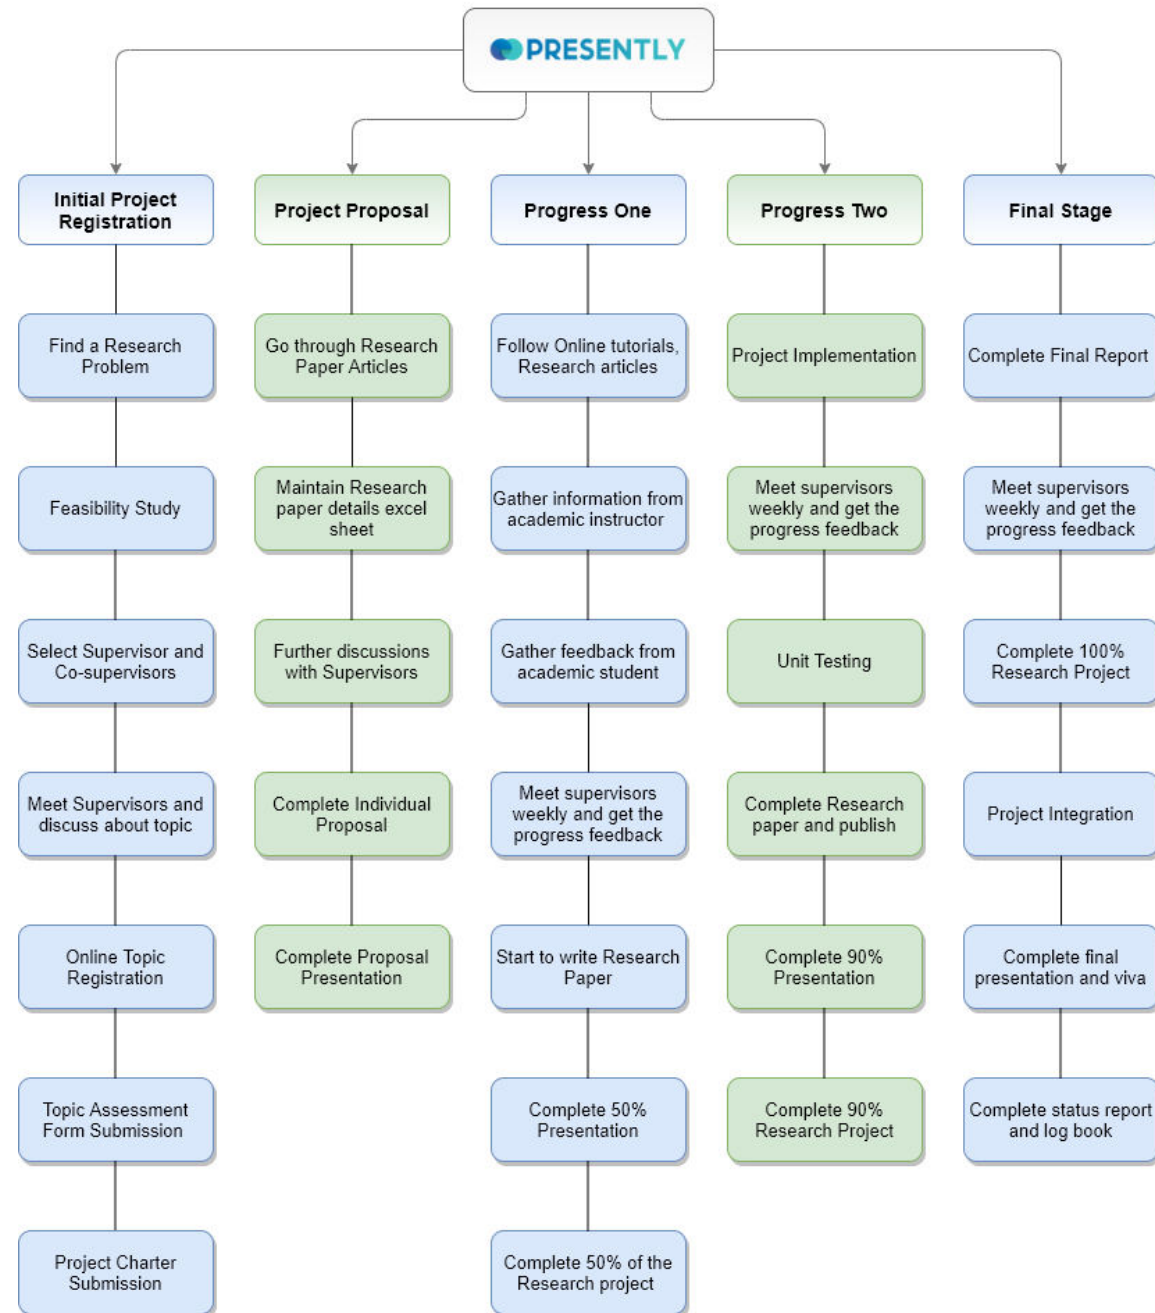 PRESENTLY
Initial Project
Registration
Find a Research
Problem
Feasibility Study
Select Supervisor and
Co-supervisors
Meet Supervisors and
discuss about topic
Online Topic
Registration
Topic Assessment
Form Submission
Project Charter
Submission
Project Proposal
Go through Research
Paper Articles
Maintain Research
paper details excel
sheet
Further discussions
with Supervisors
Complete Individual
Proposal
Complete Proposal
Presentation
Progress One
Follow Online tutorials,
Research articles
Gather information from
academic instructor
Gather feedback from
academic student
Meet supervisors
weekly and get the
progress feedback
Start to write Research
Paper
Complete 50%
Presentation
Complete 50% of the
Research project
Progress Two
Project Implementation
Meet supervisors
weekly and get the
progress feedback
Unit Testing
Complete Research
paper and publish
Complete 90%
Presentation
Complete 90%
Research Project
Final Stage
Complete Final Report
Meet supervisors
weekly and get the
progress feedback
Complete 100%
Research Project
Project Integration
Complete final
presentation and viva
Complete status report
and log book